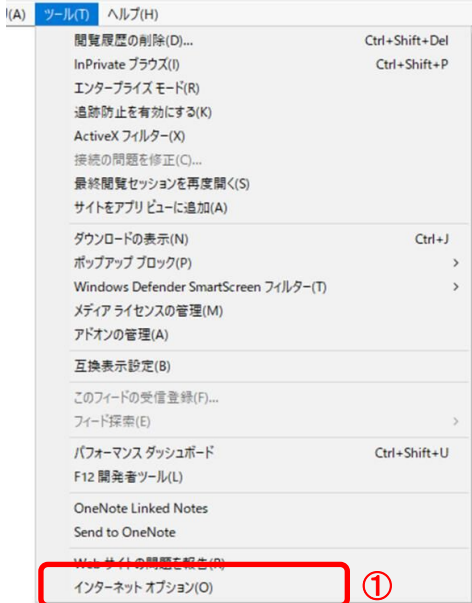 (A) ツール(T) ヘルプ(H)
閲覧履歴の削除(D)... Ctrl+Shift+Del
InPrivate ブラウズ(I) Ctrl+Shift+P
エンタープライズ モード(R)
追跡防止を有効にする(K)
ActiveX フィルター(X)
接続の問題を修正(C)...
最終閲覧セッションを再度開く(S)
サイトをアプリ ビューに追加(A)
ダウンロードの表示(N) Ctrl+J
ポップアップ ブロック(P) >
Windows Defender SmartScreen フィルター(T) >
メディア ライセンスの管理(M)
アドオンの管理(A)
互換表示設定(B)
このフィードの受信登録(F)...
フィード探索(E) >
パフォーマンス ダッシュボード Ctrl+Shift+U
F12 開発者ツール(L)
OneNote Linked Notes
Send to OneNote
Web サイトの問題を報告(R)
インターネット オプション(O) ①